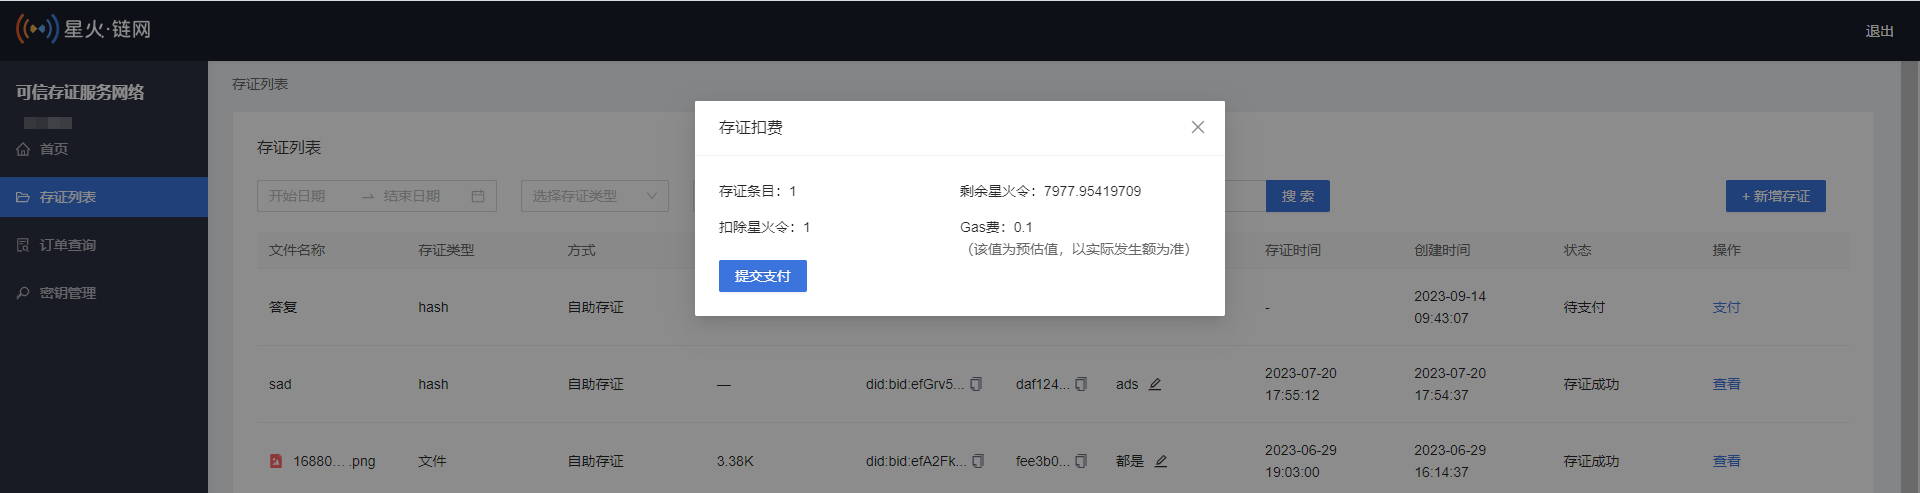 星火·链网
退出
可信存证服务网络
首页
存证列表
订单查询
密钥管理
存证列表
存证列表
开始日期 → 结束日期
选择存证类型
搜 索
+ 新增存证
文件名称 存证类型 方式 存证时间 创建时间 状态 操作
答复 hash 自助存证 - 2023-09-14 09:43:07 待支付 支付
sad hash 自助存证 — did:bid:efGrv5... daf124... ads 2023-07-20 17:55:12 2023-07-20 17:54:37 存证成功 查看
16880... .png 文件 自助存证 3.38K did:bid:efA2Fk... fee3b0... 都是 2023-06-29 19:03:00 2023-06-29 16:14:37 存证成功 查看
存证扣费
存证条目：1 剩余星火令：7977.95419709
扣除星火令：1 Gas费：0.1
（该值为预估值，以实际发生额为准）
提交支付